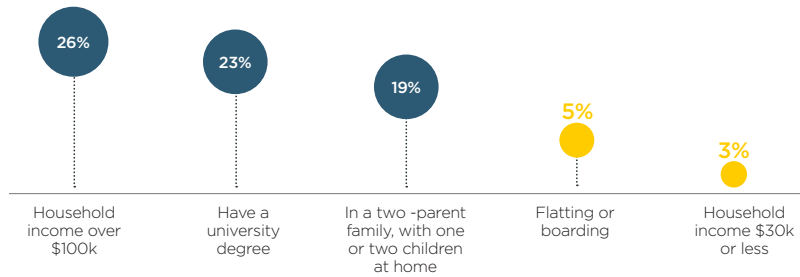 26%
23%
19%
5%
3%
Household
income over
$100k
Have a
university
degree
In a two -parent
family, with one
or two children
at home
Flatting or
boarding
Household
income $30k
or less